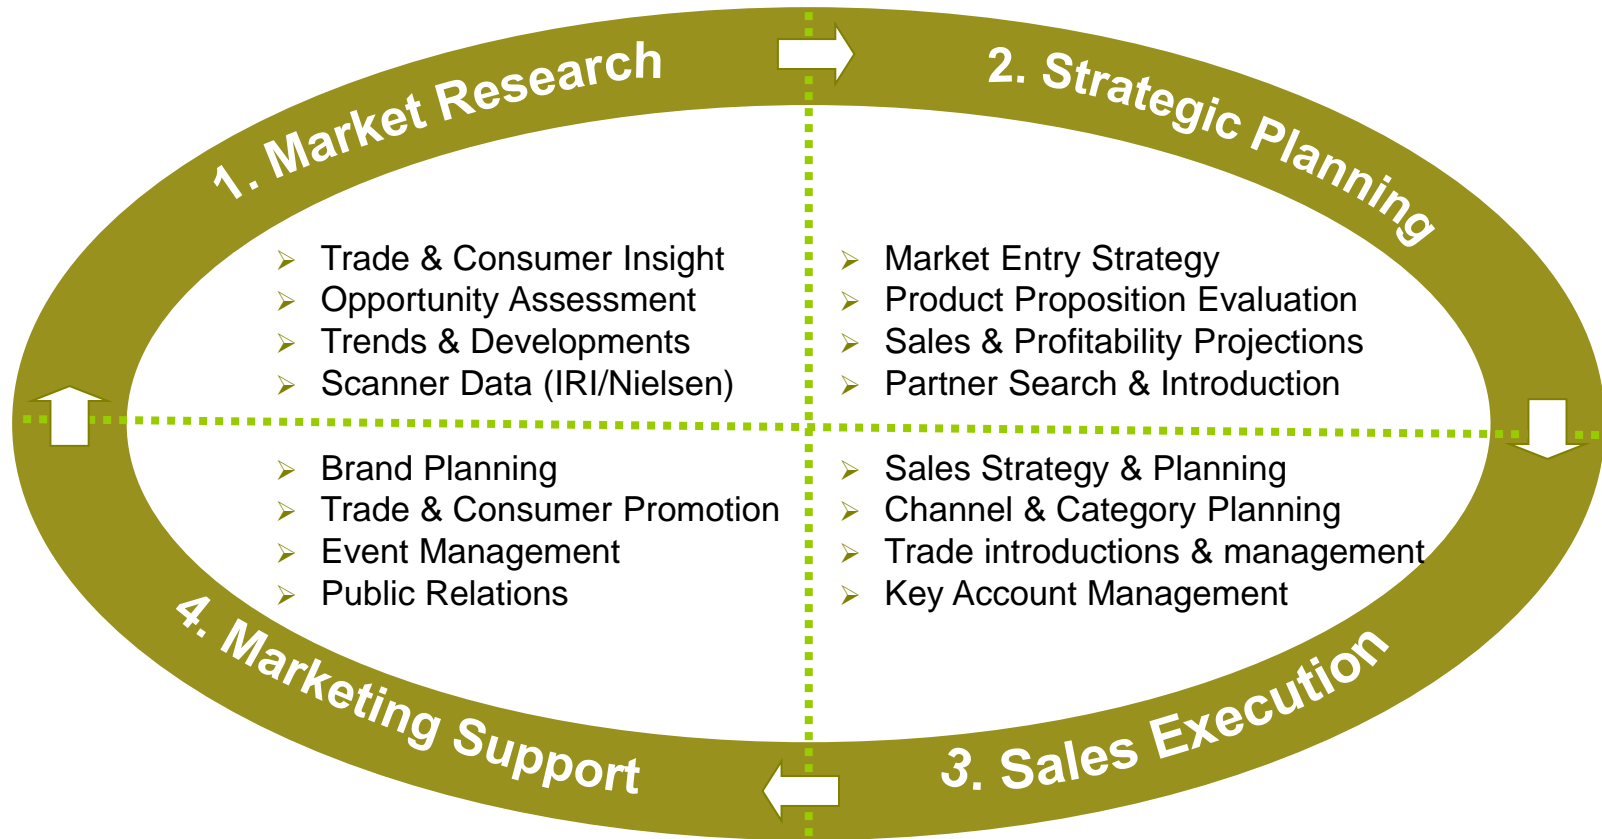 1. Market Research
2. Strategic Planning
Trade & Consumer Insight
Opportunity Assessment
Trends & Developments
Scanner Data (IRI/Nielsen)
Market Entry Strategy
Product Proposition Evaluation
Sales & Profitability Projections
Partner Search & Introduction
Brand Planning
Trade & Consumer Promotion
Event Management
Public Relations
Sales Strategy & Planning
Channel & Category Planning
Trade introductions & management
Key Account Management
4. Marketing Support
3. Sales Execution